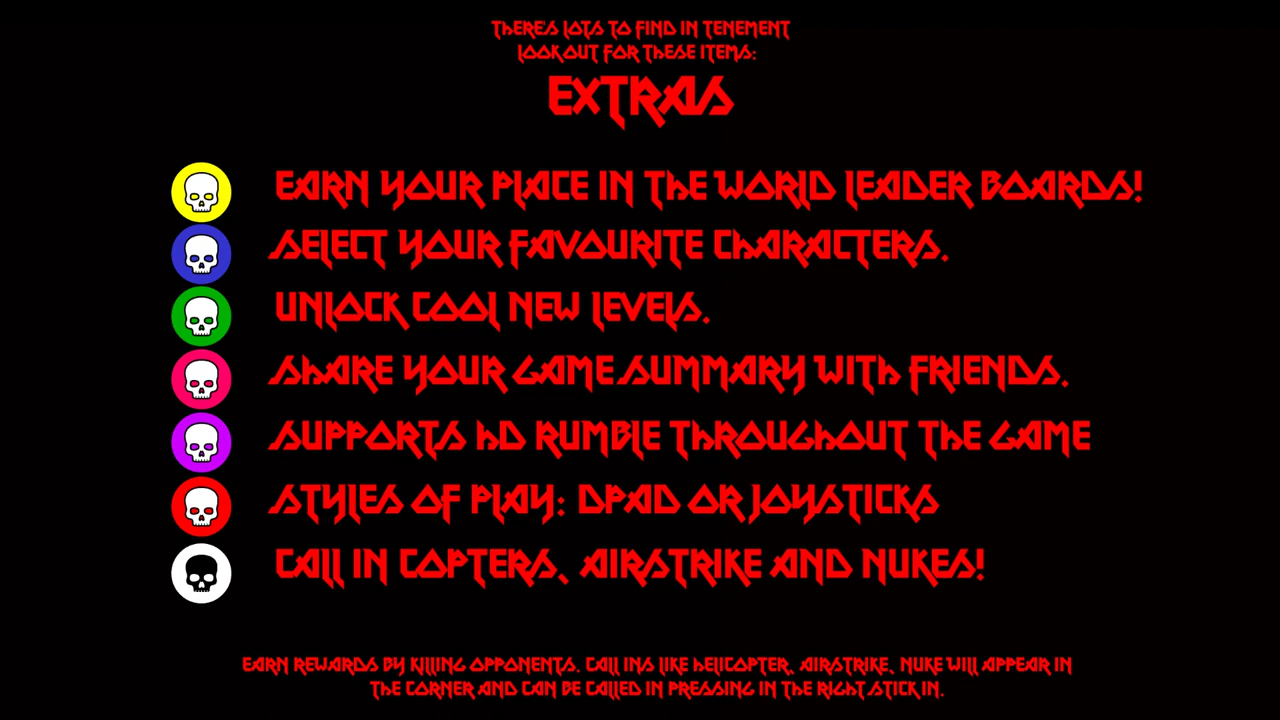 THERE'S LOTS TO FIND IN TENEMENT
LOOK OUT FOR THESE ITEMS:
EXTRAS
EARN YOUR PLACE IN THE WORLD LEADER BOARDS!
SELECT YOUR FAVOURITE CHARACTERS.
UNLOCK COOL NEW LEVELS.
SHARE YOUR GAME SUMMARY WITH FRIENDS.
SUPPORTS HD RUMBLE THROUGHOUT THE GAME
STYLES OF PLAY: DPAD OR JOYSTICKS
CALL IN COPTERS, AIRSTRIKE AND NUKES!
EARN REWARDS BY KILLING OPPONENTS. CALL INS LIKE HELICOPTER, AIRSTRIKE, NUKE WILL APPEAR IN
THE CORNER AND CAN BE CALLED IN PRESSING IN THE RIGHT STICK IN.